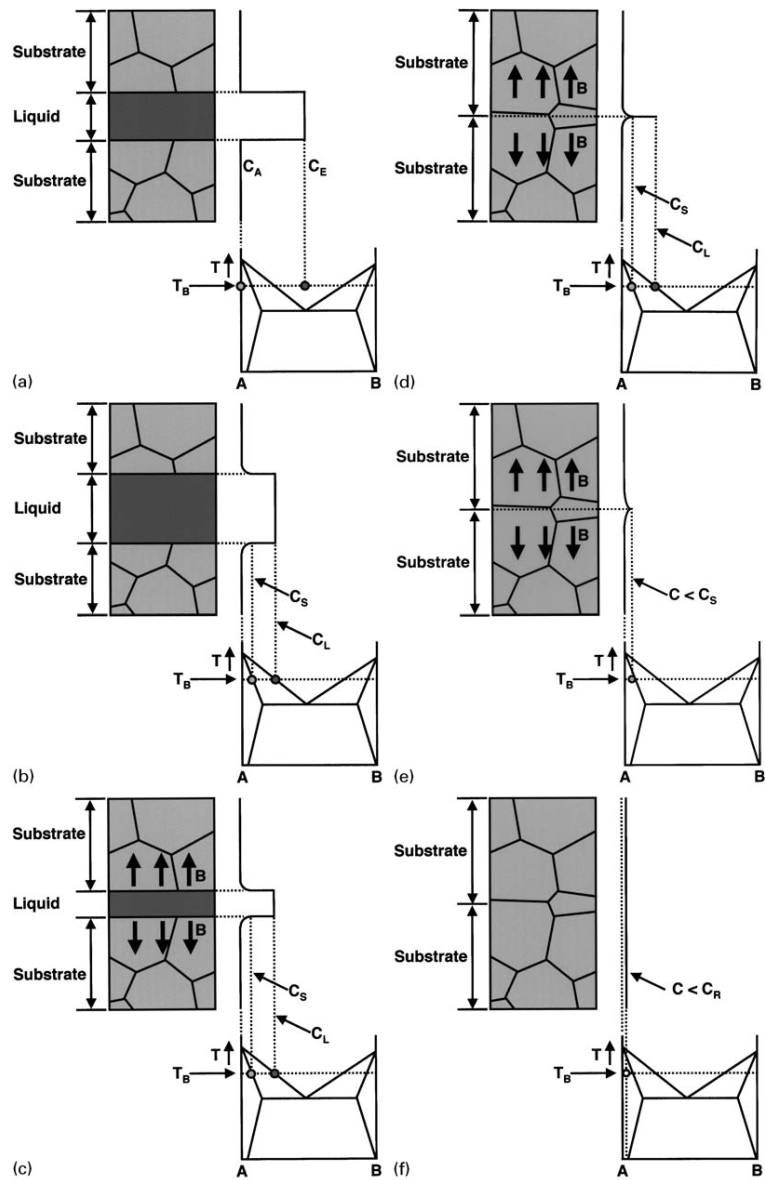 Substrate
Liquid
Substrate
C_A
C_E
T
T_B
A
B
(a)
Substrate
Liquid
Substrate
C_S
C_L
T
T_B
A
B
(b)
Substrate
B
Liquid
B
Substrate
C_S
C_L
T
T_B
A
B
(c)
Substrate
B
B
Substrate
C_S
C_L
T
T_B
A
B
(d)
Substrate
B
B
Substrate
C < C_S
T
T_B
A
B
(e)
Substrate
Substrate
C < C_R
T
T_B
A
B
(f)